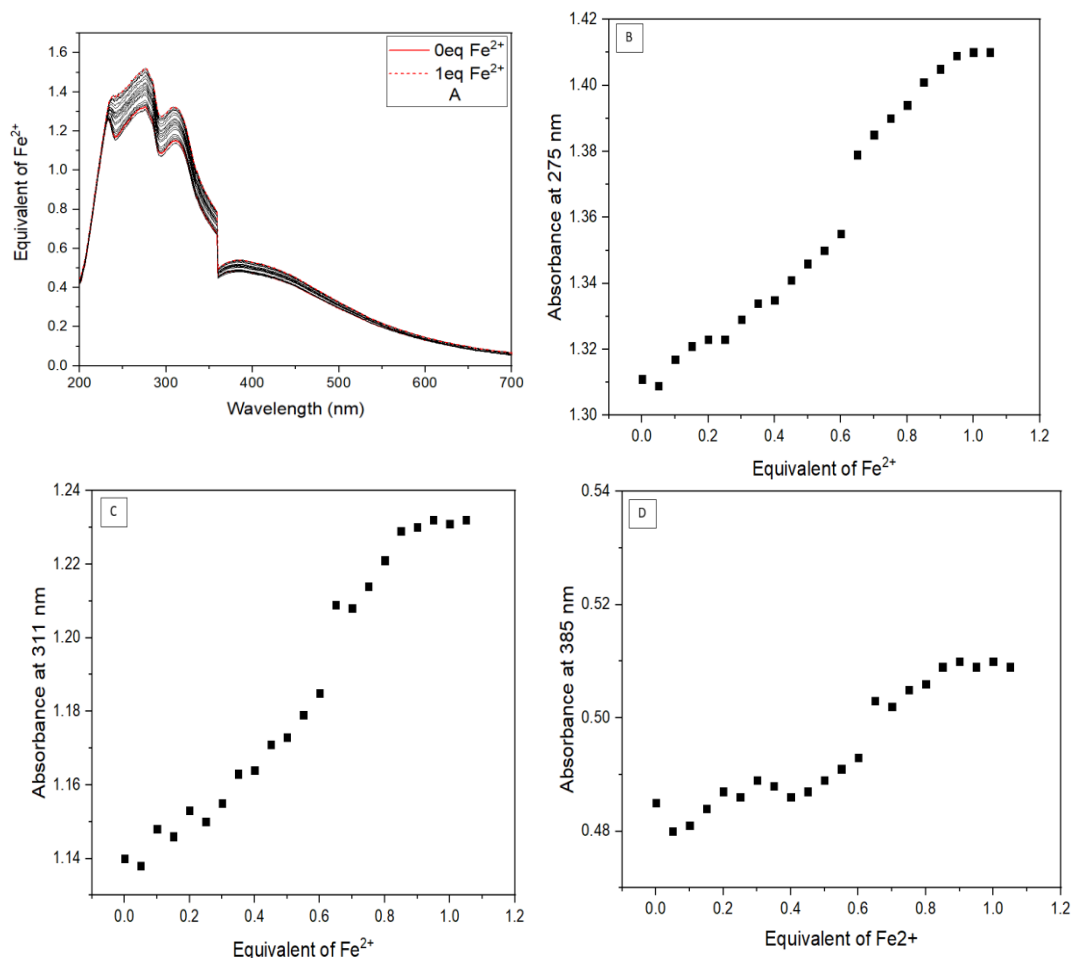 0eq Fe²⁺
1eq Fe²⁺
A
1.6
1.4
1.2
1.0
0.8
0.6
0.4
0.2
0.0
Equivalent of Fe²⁺
200 300 400 500 600 700
Wavelength (nm)
B
1.41
1.40
1.38
1.36
1.34
1.32
1.30
Absorbance at 275 nm
0.0 0.2 0.4 0.6 0.8 1.0 1.2
Equivalent of Fe²⁺
C
1.24
1.22
1.20
1.18
1.16
1.14
Absorbance at 311 nm
0.0 0.2 0.4 0.6 0.8 1.0 1.2
Equivalent of Fe²⁺
D
0.54
0.52
0.50
0.48
Absorbance at 385 nm
0.0 0.2 0.4 0.6 0.8 1.0 1.2
Equivalent of Fe2+